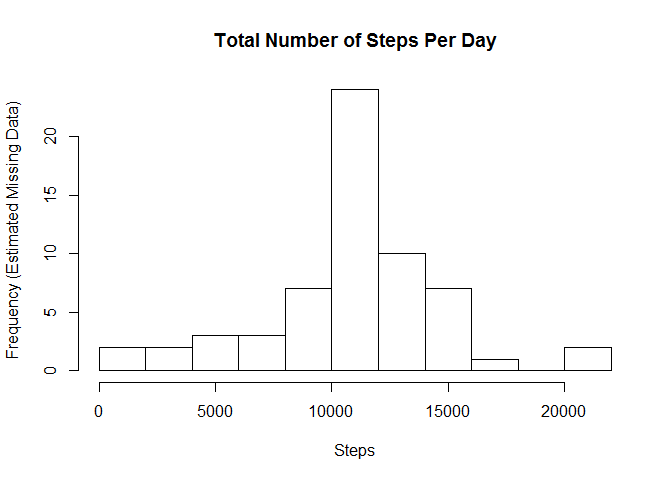 Total Number of Steps Per Day
Frequency (Estimated Missing Data)
20
15
10
5
0
0 5000 10000 15000 20000
Steps